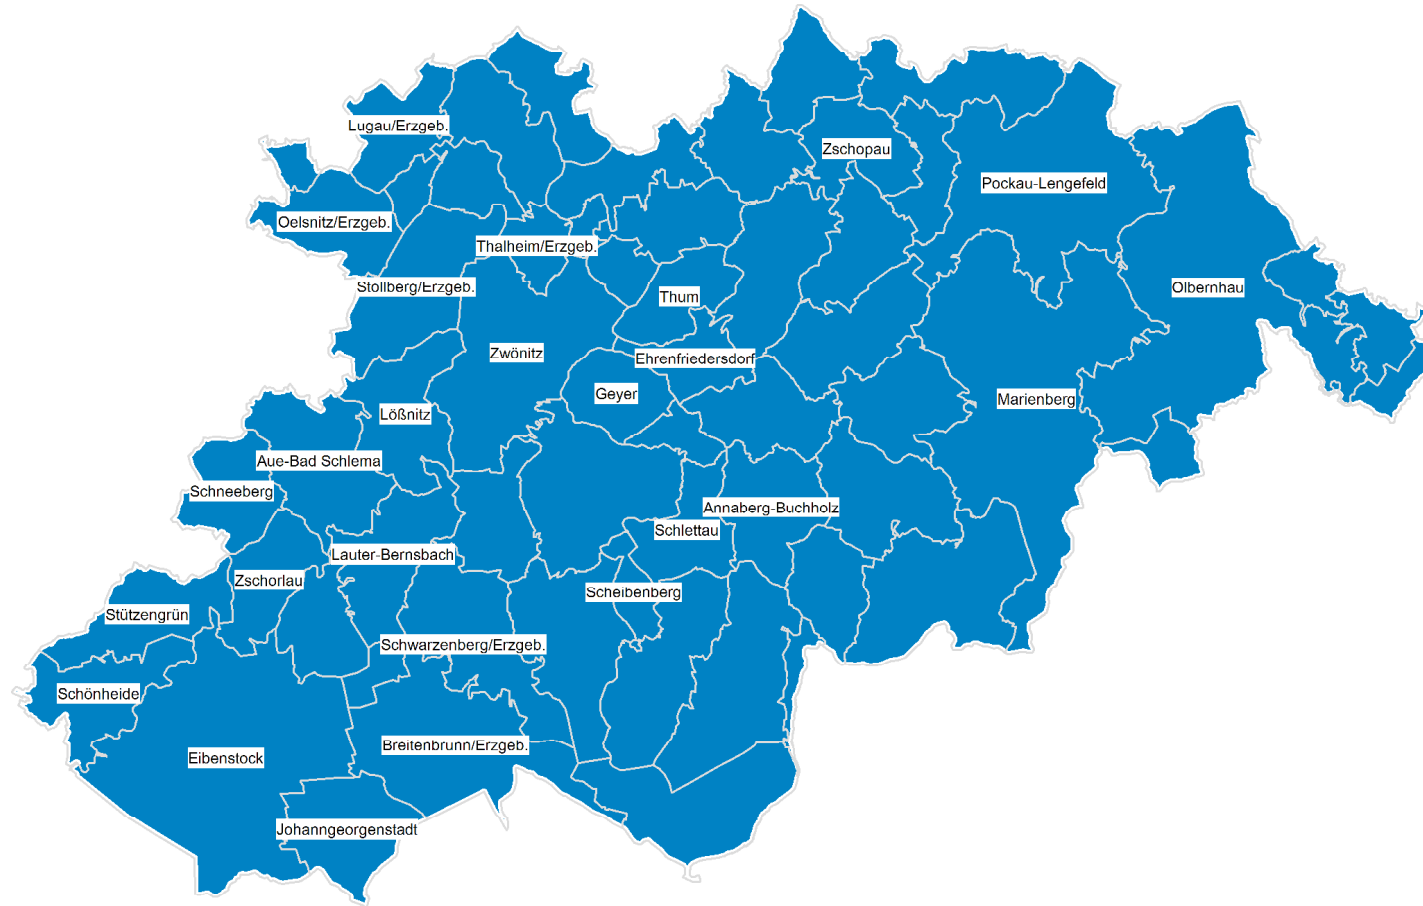 Lugau/Erzgeb.
Zschopau
Pockau-Lengefeld
Oelsnitz/Erzgeb.
Thalheim/Erzgeb.
Stollberg/Erzgeb.
Olbernhau
Thum
Zwönitz
Ehrenfriedersdorf
Geyer
Marienberg
Lößnitz
Aue-Bad Schlema
Schneeberg
Annaberg-Buchholz
Schlettau
Lauter-Bernsbach
Zschorlau
Scheibenberg
Stützengrün
Schwarzenberg/Erzgeb.
Schönheide
Breitenbrunn/Erzgeb.
Eibenstock
Johanngeorgenstadt